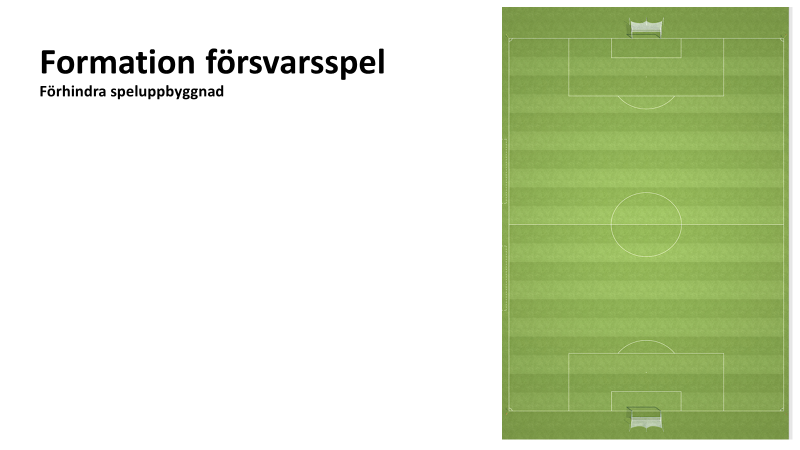 Formation försvarsspel
Förhindra speluppbyggnad